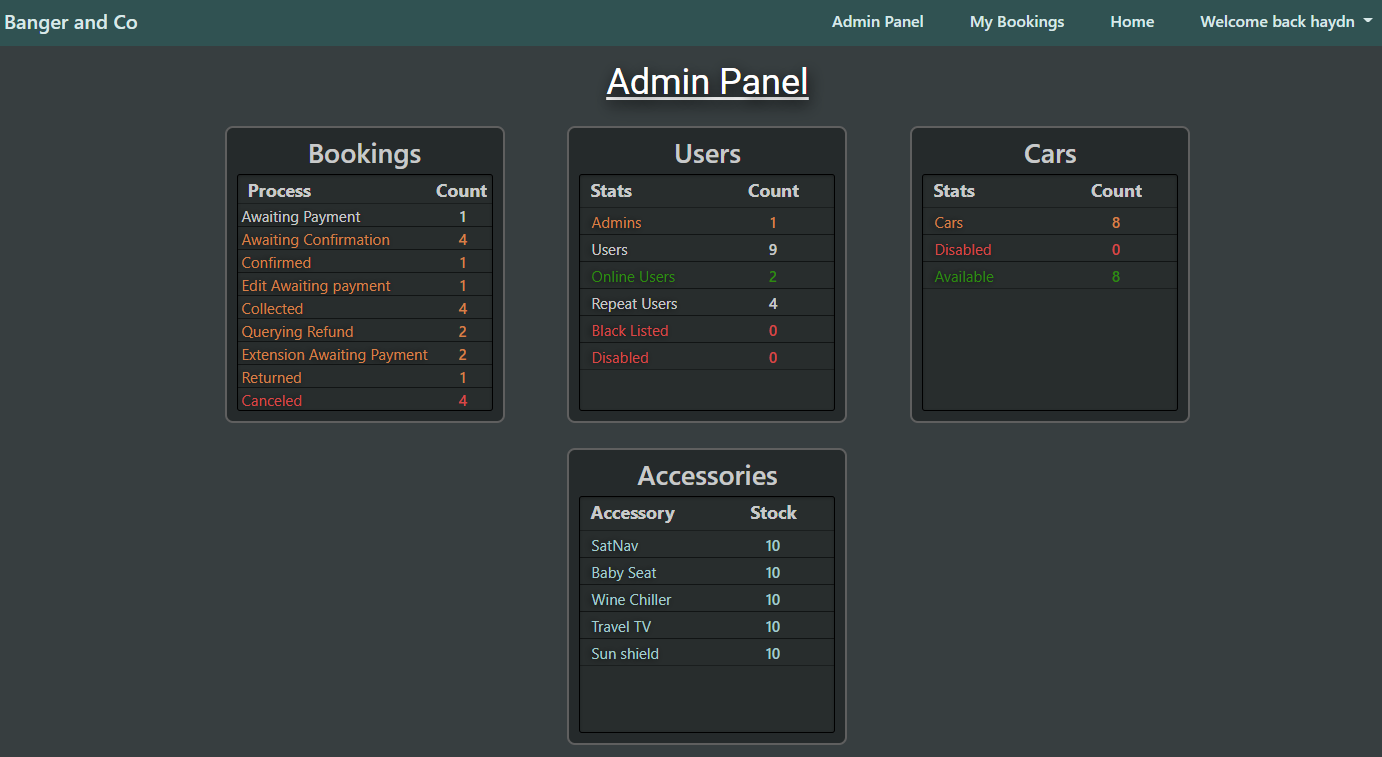 Banger and Co Admin Panel My Bookings Home Welcome back haydn
Admin Panel
Bookings
Process Count
Awaiting Payment 1
Awaiting Confirmation 4
Confirmed 1
Edit Awaiting payment 1
Collected 4
Querying Refund 2
Extension Awaiting Payment 2
Returned 1
Canceled 4
Users
Stats Count
Admins 1
Users 9
Online Users 2
Repeat Users 4
Black Listed 0
Disabled 0
Cars
Stats Count
Cars 8
Disabled 0
Available 8
Accessories
Accessory Stock
SatNav 10
Baby Seat 10
Wine Chiller 10
Travel TV 10
Sun shield 10